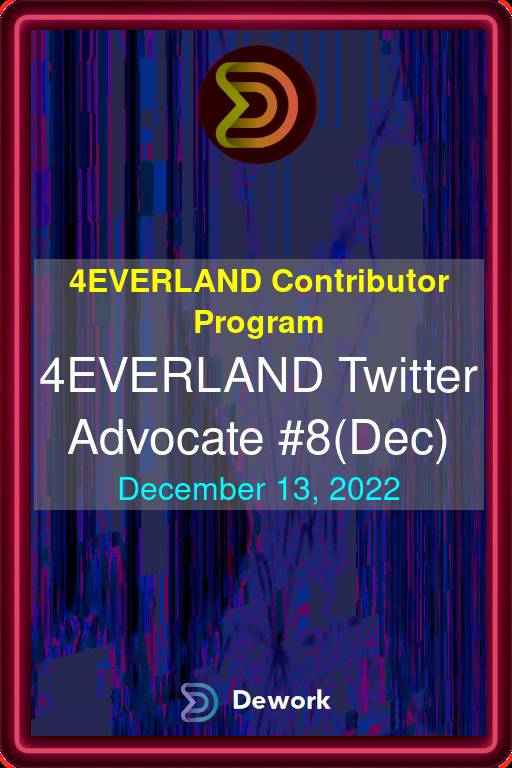 4EVERLAND Contributor
Program
4EVERLAND Twitter
Advocate #8(Dec)
December 13, 2022
Dework